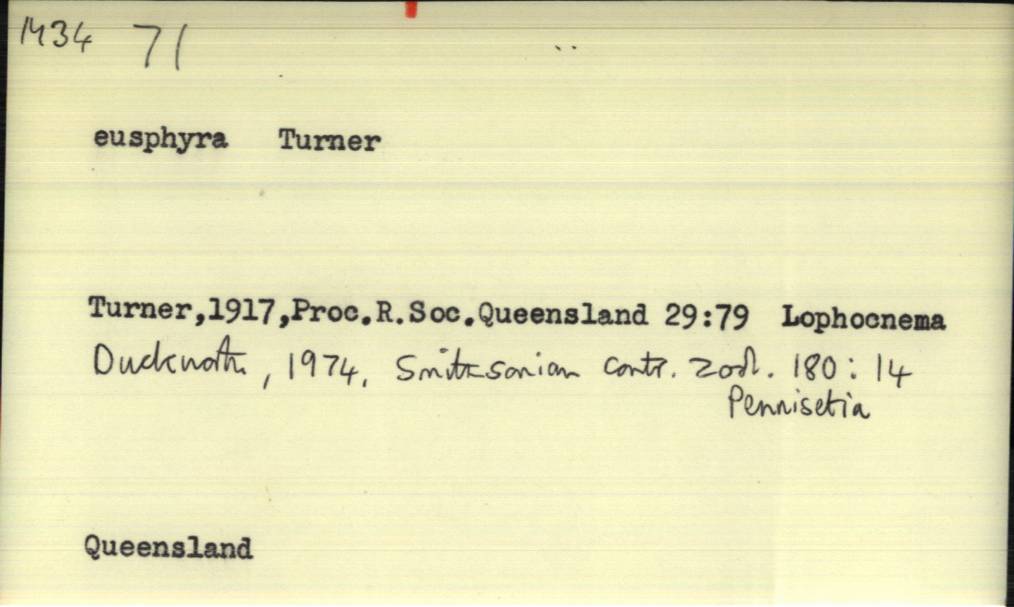 1434 71
eusphyra Turner
Turner,1917,Proc.R.Soc.Queensland 29:79 Lophocnema
Duckworth, 1974, Smithsonian Contr. Zool. 180:14
Pennisetia
Queensland